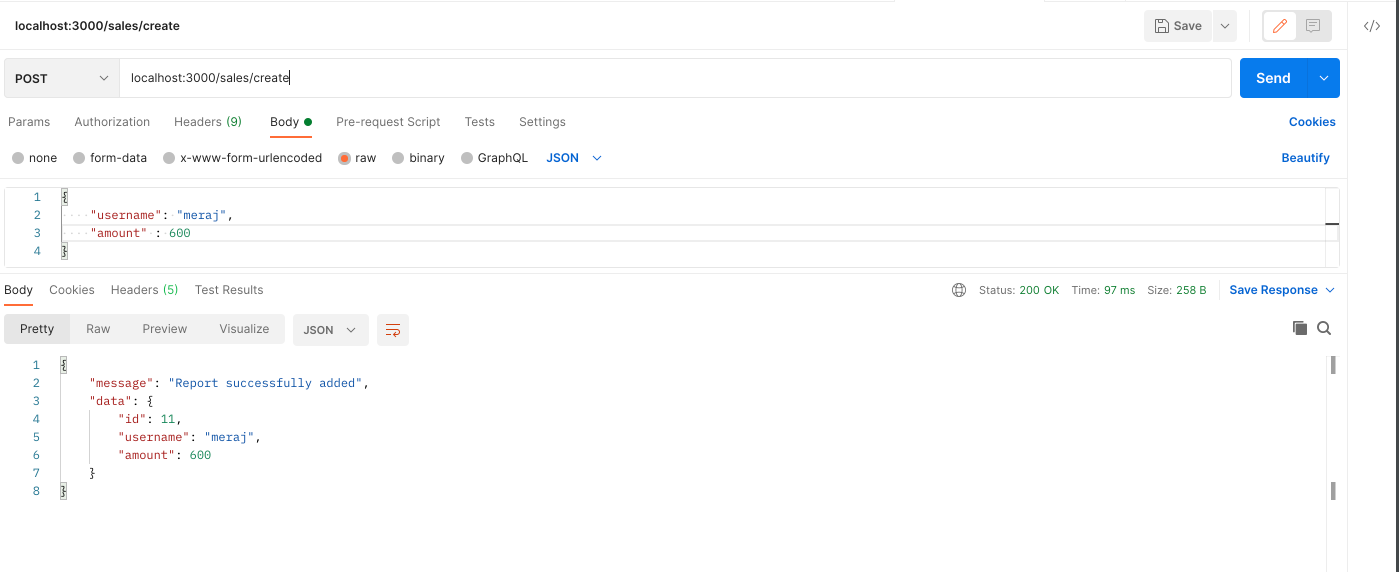 localhost:3000/sales/create
Save
</>
POST
localhost:3000/sales/create
Send
Params Authorization Headers (9) Body Pre-request Script Tests Settings Cookies
none form-data x-www-form-urlencoded raw binary GraphQL JSON Beautify
1 {
2 "username": "meraj",
3 "amount" : 600
4 }
Body Cookies Headers (5) Test Results Status: 200 OK Time: 97 ms Size: 258 B Save Response
Pretty Raw Preview Visualize JSON
1 {
2 "message": "Report successfully added",
3 "data": {
4 "id": 11,
5 "username": "meraj",
6 "amount": 600
7 }
8 }